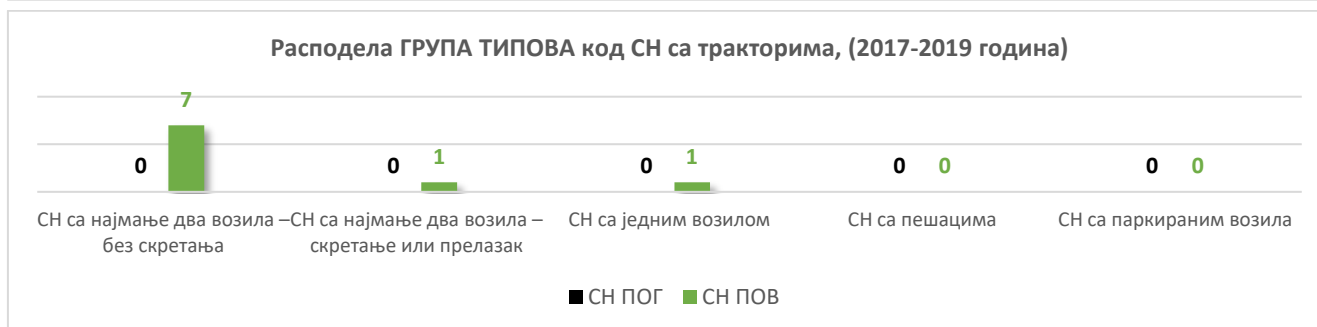 Расподела ГРУПА ТИПОВА код СН са тракторима, (2017-2019 година)
0 7 0 1 0 1 0 0 0 0
СН са најмање два возила – без скретања
СН са најмање два возила – скретање или прелазак
СН са једним возилом
СН са пешацима
СН са паркираним возила
СН ПОГ СН ПОВ